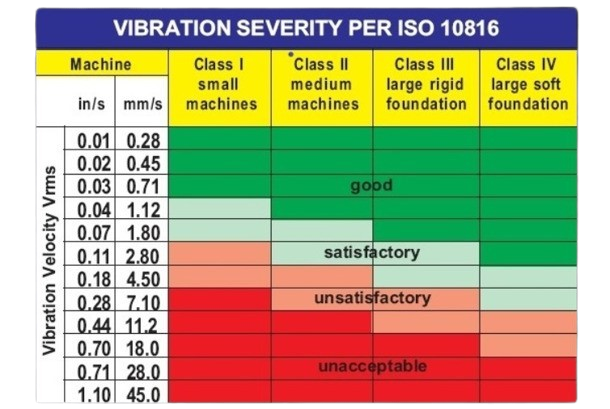 VIBRATION SEVERITY PER ISO 10816
Machine
in/s mm/s
Class I
small
machines
Class II
medium
machines
Class III
large rigid
foundation
Class IV
large soft
foundation
Vibration Velocity Vrms
0.01 0.28
0.02 0.45
0.03 0.71
good
0.04 1.12
0.07 1.80
0.11 2.80
satisfactory
0.18 4.50
0.28 7.10
unsatisfactory
0.44 11.2
0.70 18.0
0.71 28.0
unacceptable
1.10 45.0